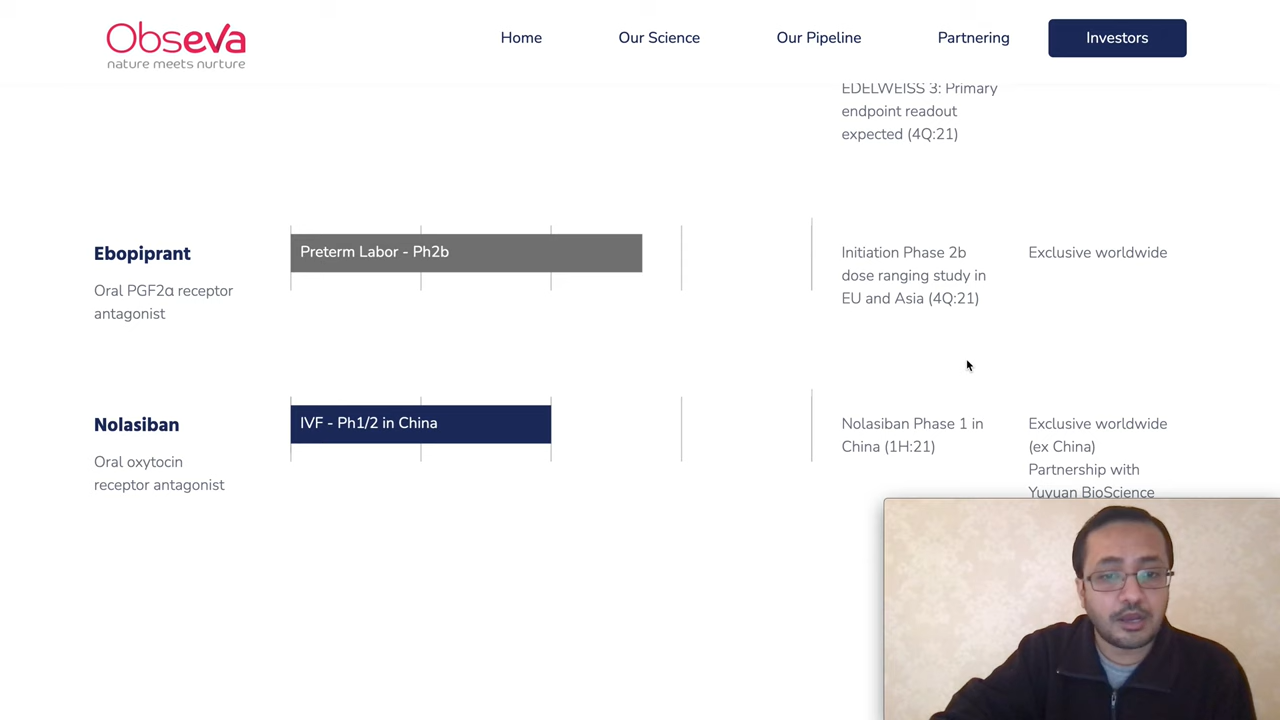 Obseva
nature meets nurture
Home
Our Science
Our Pipeline
Partnering
Investors
EDELWEISS 3: Primary
endpoint readout
expected (4Q:21)
Ebopiprant
Oral PGF2α receptor
antagonist
Preterm Labor - Ph2b
Initiation Phase 2b
dose ranging study in
EU and Asia (4Q:21)
Exclusive worldwide
Nolasiban
Oral oxytocin
receptor antagonist
IVF - Ph1/2 in China
Nolasiban Phase 1 in
China (1H:21)
Exclusive worldwide
(ex China)
Partnership with
Yuyuan BioScience